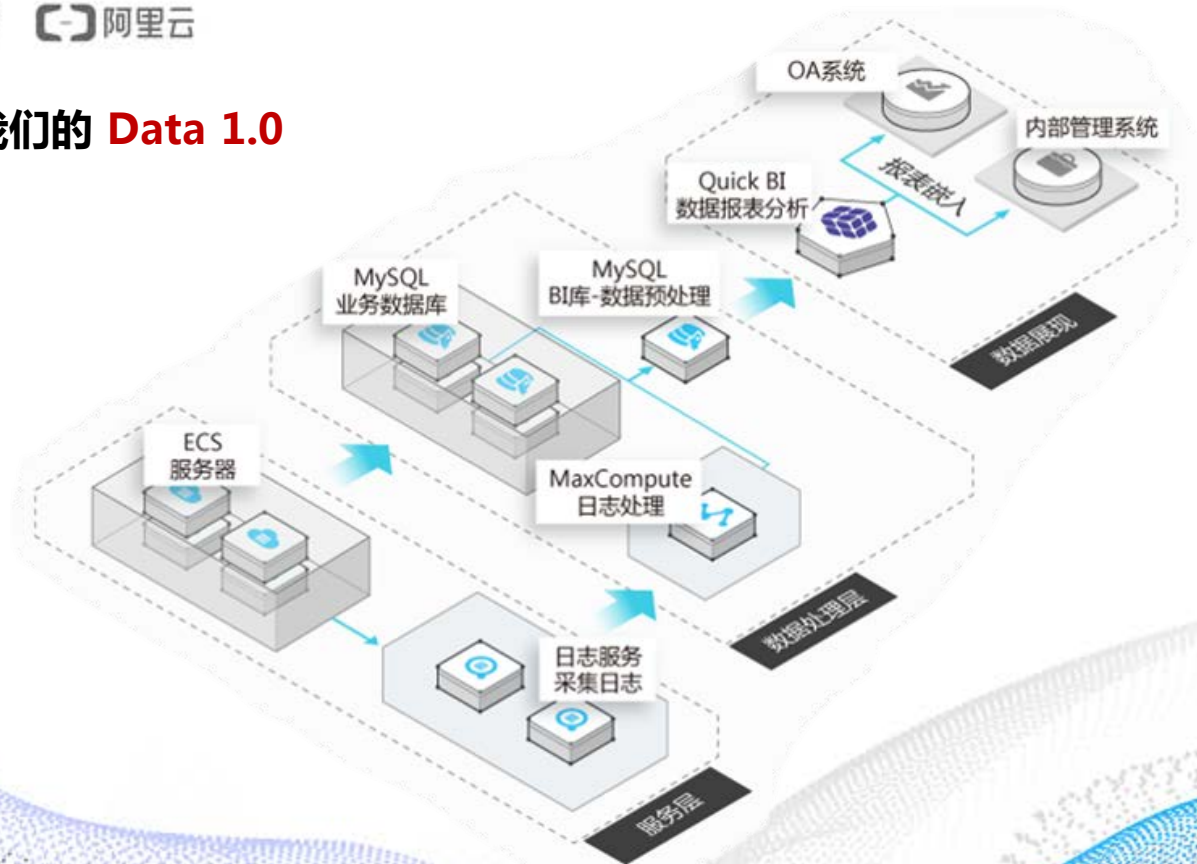 阿里云
我们的 Data 1.0
OA系统
内部管理系统
报表嵌入
Quick BI
数据报表分析
数据展现
MySQL
业务数据库
MySQL
BI库-数据预处理
ECS
服务器
MaxCompute
日志处理
数据处理层
日志服务
采集日志
服务层